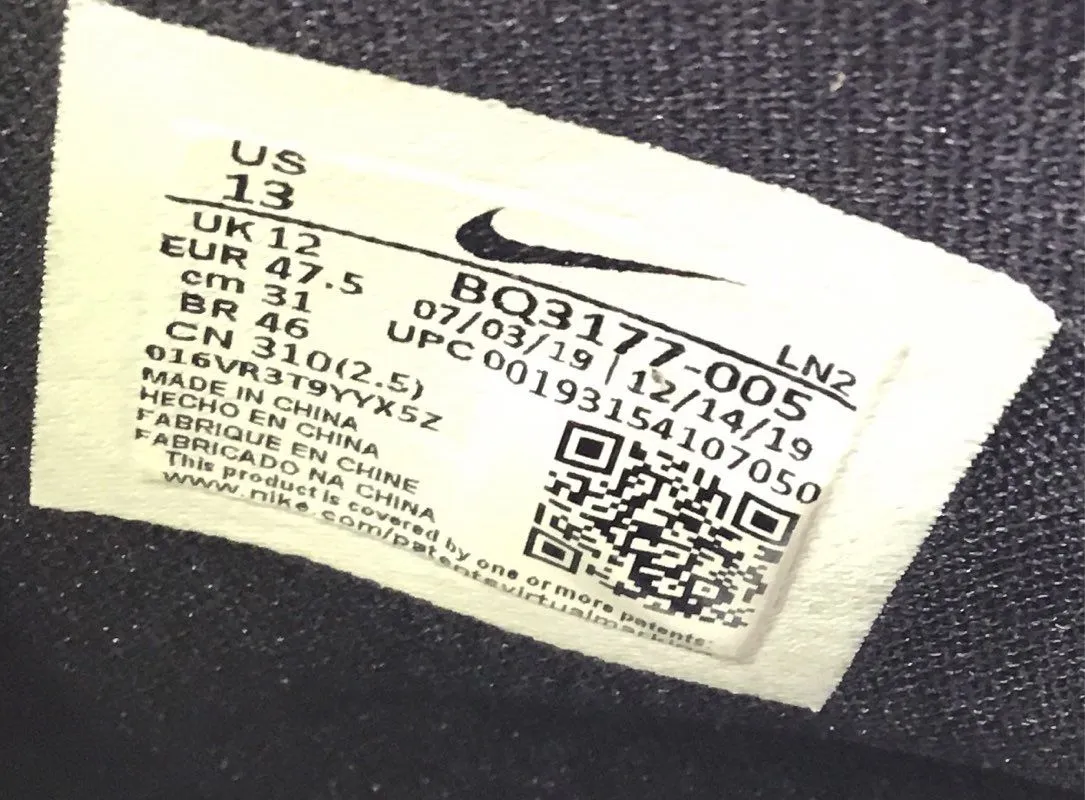 US
13
UK 12
EUR 47.5
cm 31
BR 46
CN 310(2.5)
016VR3T9YYX5Z
MADE IN CHINA
HECHO EN CHINA
FABRIQUE EN CHINE
FABRICADO NA CHINA
This product is covered by one or more patents:
www.nike.com/patentsvirtualmarking
LN2
BQ3177-005
07/03/19 | 12/14/19
UPC 00193154107050